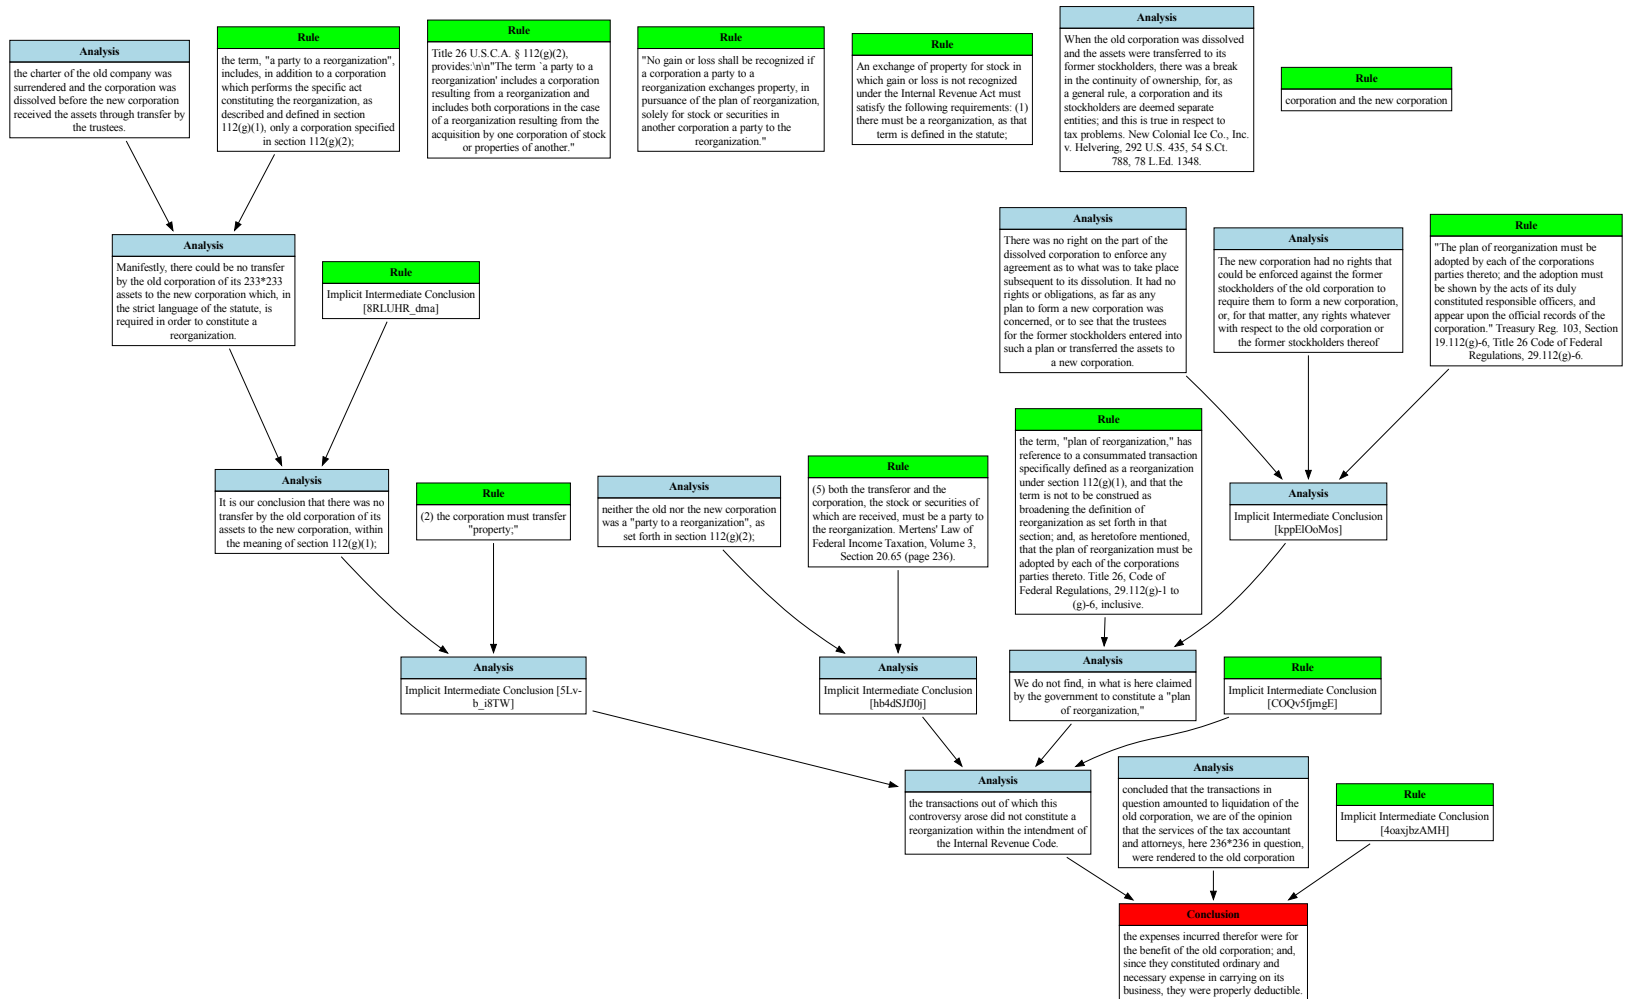 Analysis
the charter of the old company was
surrendered and the corporation was
dissolved before the new corporation
received the assets through transfer by
the trustees.
Rule
the term, "a party to a reorganization",
includes, in addition to a corporation
which performs the specific act
constituting the reorganization, as
described and defined in section
112(g)(1), only a corporation specified
in section 112(g)(2);
Rule
Title 26 U.S.C.A. § 112(g)(2),
provides:\n\n"The term `a party to a
reorganization' includes a corporation
resulting from a reorganization and
includes both corporations in the case
of a reorganization resulting from the
acquisition by one corporation of stock
or properties of another."
Rule
"No gain or loss shall be recognized if
a corporation a party to a
reorganization exchanges property, in
pursuance of the plan of reorganization,
solely for stock or securities in
another corporation a party to the
reorganization."
Rule
An exchange of property for stock in
which gain or loss is not recognized
under the Internal Revenue Act must
satisfy the following requirements: (1)
there must be a reorganization, as that
term is defined in the statute;
Analysis
When the old corporation was dissolved
and the assets were transferred to its
former stockholders, there was a break
in the continuity of ownership, for, as
a general rule, a corporation and its
stockholders are deemed separate
entities; and this is true in respect to
tax problems. New Colonial Ice Co., Inc.
v. Helvering, 292 U.S. 435, 54 S.Ct.
788, 78 L.Ed. 1348.
Rule
corporation and the new corporation
Analysis
Manifestly, there could be no transfer
by the old corporation of its 233*233
assets to the new corporation which, in
the strict language of the statute, is
required in order to constitute a
reorganization.
Rule
Implicit Intermediate Conclusion
[8RLUHR_dma]
Analysis
There was no right on the part of the
dissolved corporation to enforce any
agreement as to what was to take place
subsequent to its dissolution. It had no
rights or obligations, as far as any
plan to form a new corporation was
concerned, or to see that the trustees
for the former stockholders entered into
such a plan or transferred the assets to
a new corporation.
Analysis
The new corporation had no rights that
could be enforced against the former
stockholders of the old corporation to
require them to form a new corporation,
or, for that matter, any rights whatever
with respect to the old corporation or
the former stockholders thereof
Rule
"The plan of reorganization must be
adopted by each of the corporations
parties thereto; and the adoption must
be shown by the acts of its duly
constituted responsible officers, and
appear upon the official records of the
corporation." Treasury Reg. 103, Section
19.112(g)-6, Title 26 Code of Federal
Regulations, 29.112(g)-6.
Analysis
It is our conclusion that there was no
transfer by the old corporation of its
assets to the new corporation, within
the meaning of section 112(g)(1);
Rule
(2) the corporation must transfer
"property;"
Analysis
neither the old nor the new corporation
was a "party to a reorganization", as
set forth in section 112(g)(2);
Rule
(5) both the transferor and the
corporation, the stock or securities of
which are received, must be a party to
the reorganization. Mertens' Law of
Federal Income Taxation, Volume 3,
Section 20.65 (page 236).
Rule
the term, "plan of reorganization," has
reference to a consummated transaction
specifically defined as a reorganization
under section 112(g)(1), and that the
term is not to be construed as
broadening the definition of
reorganization as set forth in that
section; and, as heretofore mentioned,
that the plan of reorganization must be
adopted by each of the corporations
parties thereto. Title 26, Code of
Federal Regulations, 29.112(g)-1 to
(g)-6, inclusive.
Analysis
Implicit Intermediate Conclusion
[kppElOoMos]
Analysis
Implicit Intermediate Conclusion [5Lv-
b_i8TW]
Analysis
Implicit Intermediate Conclusion
[hb4dSJfJ0j]
Analysis
We do not find, in what is here claimed
by the government to constitute a "plan
of reorganization,"
Rule
Implicit Intermediate Conclusion
[COQv5fjmgE]
Analysis
the transactions out of which this
controversy arose did not constitute a
reorganization within the intendment of
the Internal Revenue Code.
Analysis
concluded that the transactions in
question amounted to liquidation of the
old corporation, we are of the opinion
that the services of the tax accountant
and attorneys, here 236*236 in question,
were rendered to the old corporation
Rule
Implicit Intermediate Conclusion
[4oaxjbzAMH]
Conclusion
the expenses incurred therefor were for
the benefit of the old corporation; and,
since they constituted ordinary and
necessary expense in carrying on its
business, they were properly deductible.